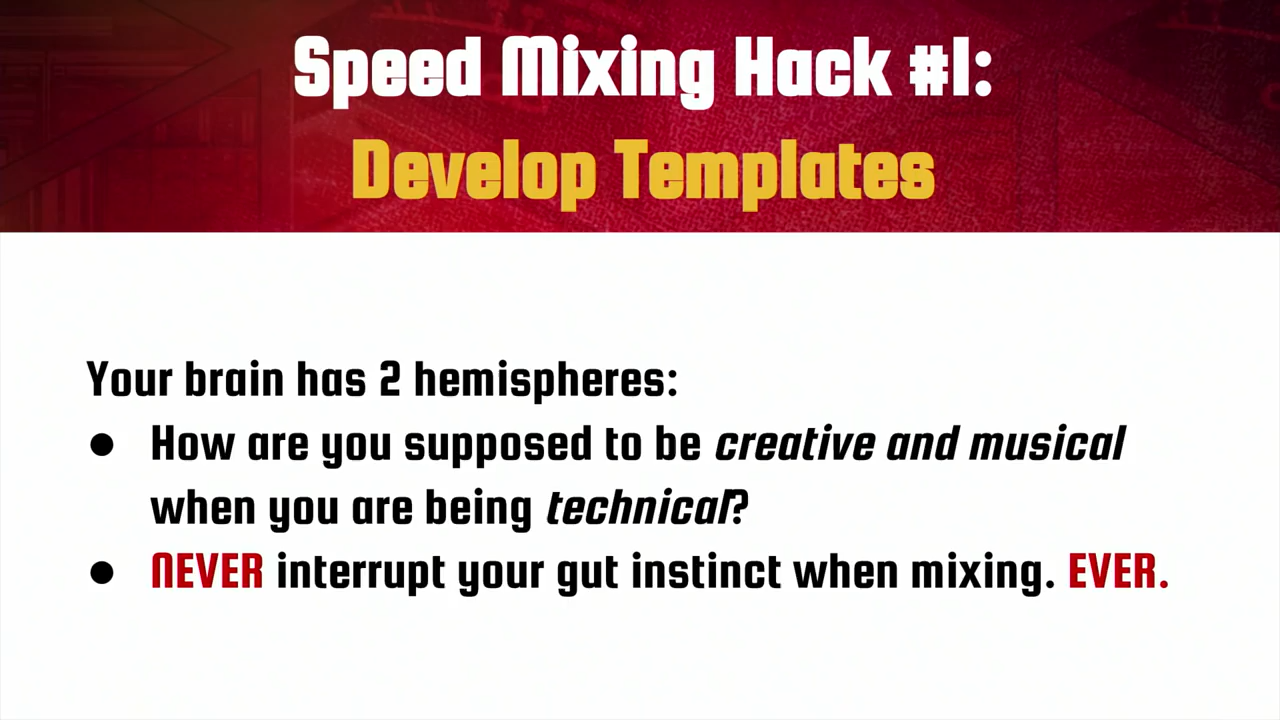 Speed Mixing Hack #1:
Develop Templates
Your brain has 2 hemispheres:
● How are you supposed to be creative and musical
when you are being technical?
● NEVER interrupt your gut instinct when mixing. EVER.